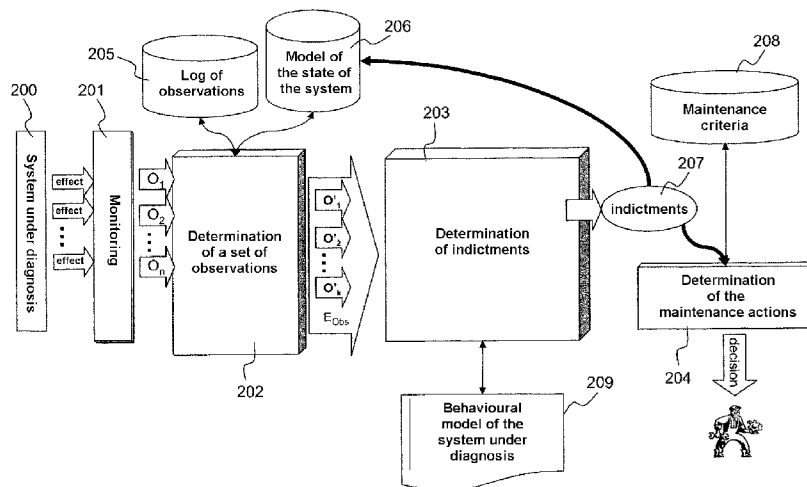 206
208
205
Model of
the state of
the system
Log of
observations
200
201
203
Maintenance
criteria
207
System under diagnosis
effect
effect
effect
Monitoring
O1
O2
On
Determination
of a set of
observations
O'1
O'2
O'k
EObs
Determination
of indictments
indictments
Determination
of the
maintenance actions
202
204
decision
209
Behavioural
model of the
system under
diagnosis